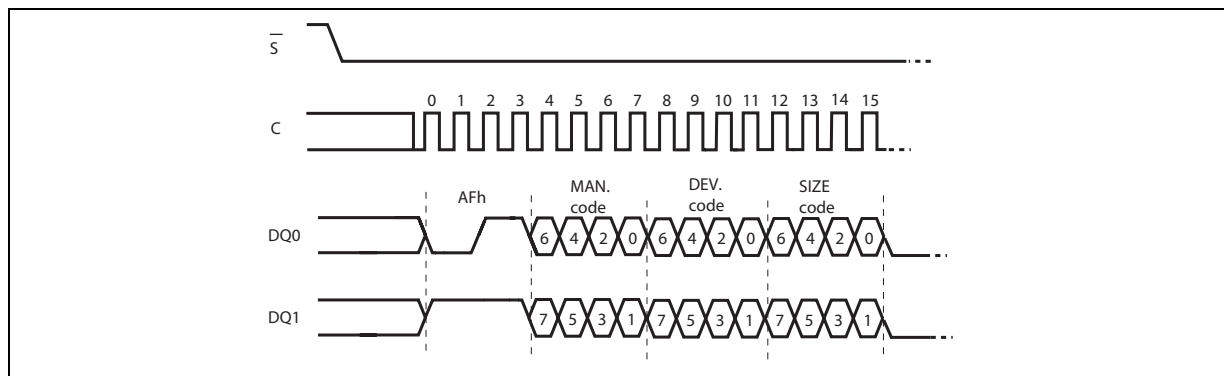 S
0 1 2 3 4 5 6 7 8 9 10 11 12 13 14 15
C
AFh
MAN. code
DEV. code
SIZE code
DQ0
6 4 2 0 6 4 2 0 6 4 2 0
DQ1
7 5 3 1 7 5 3 1 7 5 3 1